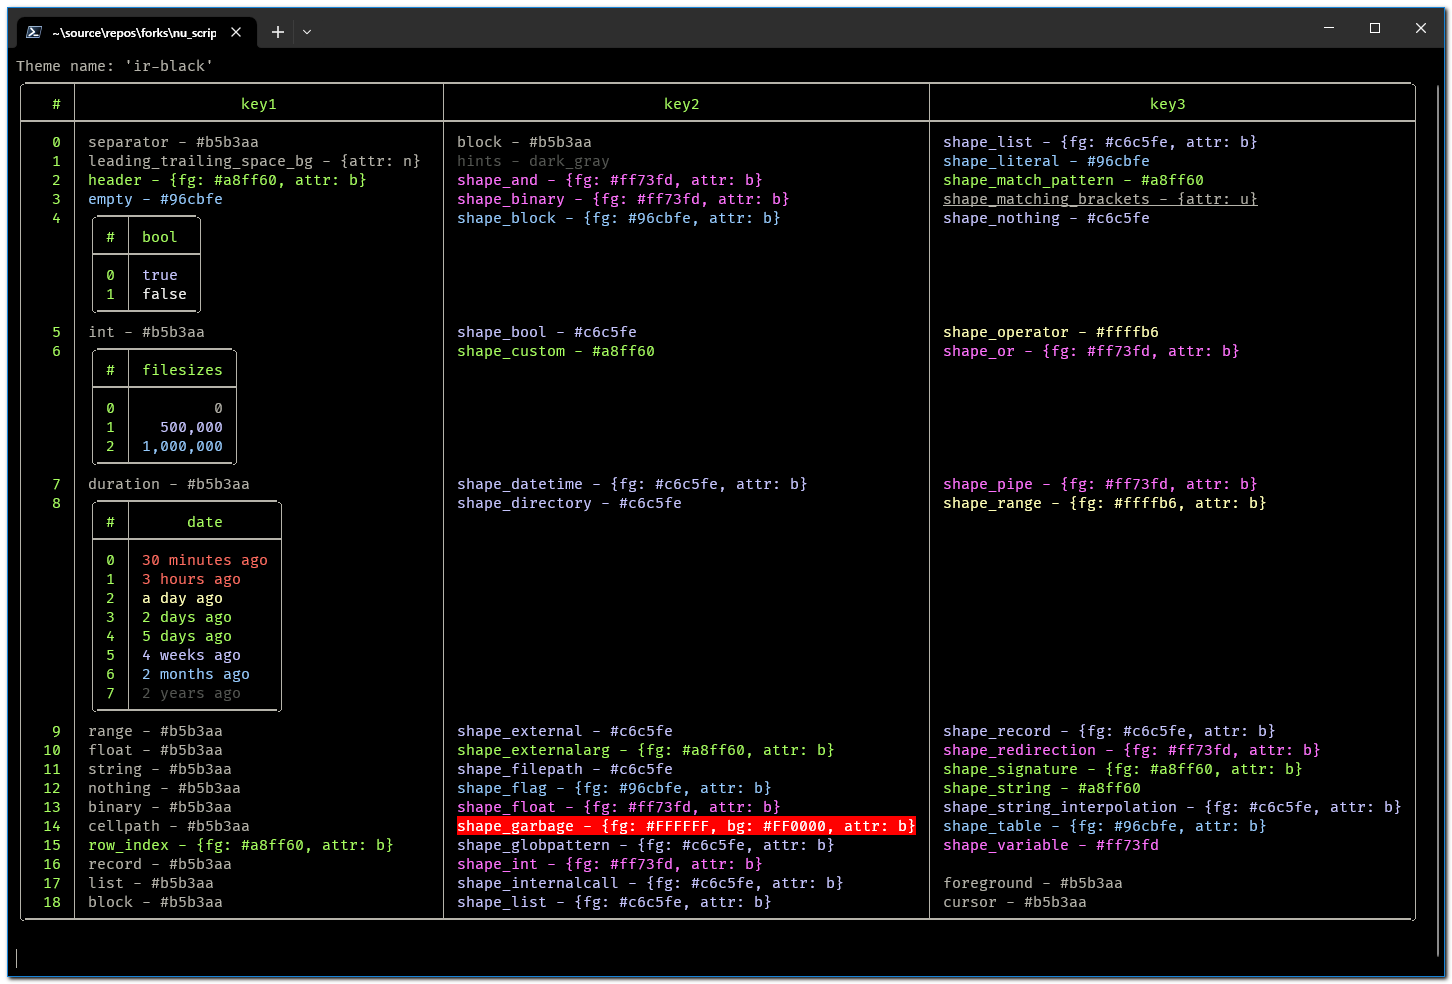 ~\source\repos\forks\nu_scrip
Theme name: 'ir-black'
# key1 key2 key3
0 separator - #b5b3aa block - #b5b3aa shape_list - {fg: #c6c5fe, attr: b}
1 leading_trailing_space_bg - {attr: n} hints - dark_gray shape_literal - #96cbfe
2 header - {fg: #a8ff60, attr: b} shape_and - {fg: #ff73fd, attr: b} shape_match_pattern - #a8ff60
3 empty - #96cbfe shape_binary - {fg: #ff73fd, attr: b} shape_matching_brackets - {attr: u}
4 shape_block - {fg: #96cbfe, attr: b} shape_nothing - #c6c5fe
# bool
0 true
1 false
5 int - #b5b3aa shape_bool - #c6c5fe shape_operator - #ffffb6
6 shape_custom - #a8ff60 shape_or - {fg: #ff73fd, attr: b}
# filesizes
0 0
1 500,000
2 1,000,000
7 duration - #b5b3aa shape_datetime - {fg: #c6c5fe, attr: b} shape_pipe - {fg: #ff73fd, attr: b}
8 shape_directory - #c6c5fe shape_range - {fg: #ffffb6, attr: b}
# date
0 30 minutes ago
1 3 hours ago
2 a day ago
3 2 days ago
4 5 days ago
5 4 weeks ago
6 2 months ago
7 2 years ago
9 range - #b5b3aa shape_external - #c6c5fe shape_record - {fg: #c6c5fe, attr: b}
10 float - #b5b3aa shape_externalarg - {fg: #a8ff60, attr: b} shape_redirection - {fg: #ff73fd, attr: b}
11 string - #b5b3aa shape_filepath - #c6c5fe shape_signature - {fg: #a8ff60, attr: b}
12 nothing - #b5b3aa shape_flag - {fg: #96cbfe, attr: b} shape_string - #a8ff60
13 binary - #b5b3aa shape_float - {fg: #ff73fd, attr: b} shape_string_interpolation - {fg: #c6c5fe, attr: b}
14 cellpath - #b5b3aa shape_garbage - {fg: #FFFFFF, bg: #FF0000, attr: b} shape_table - {fg: #96cbfe, attr: b}
15 row_index - {fg: #a8ff60, attr: b} shape_globpattern - {fg: #c6c5fe, attr: b} shape_variable - #ff73fd
16 record - #b5b3aa shape_int - {fg: #ff73fd, attr: b}
17 list - #b5b3aa shape_internalcall - {fg: #c6c5fe, attr: b} foreground - #b5b3aa
18 block - #b5b3aa shape_list - {fg: #c6c5fe, attr: b} cursor - #b5b3aa